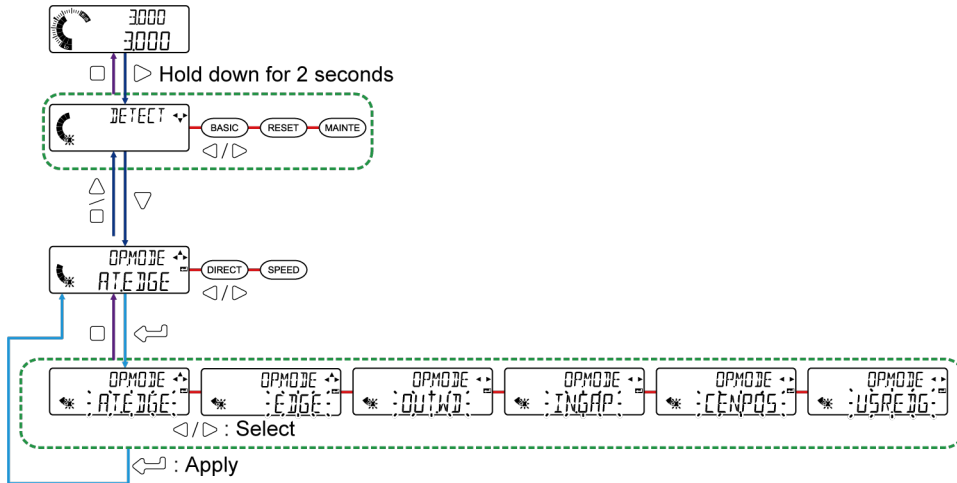 3.000
3.000
Hold down for 2 seconds
DETECT
BASIC RESET MAINTE
/
/
OPMODE
AT.EDGE
DIRECT SPEED
/
OPMODE OPMODE OPMODE OPMODE OPMODE OPMODE
AT.EDGE EDGE OUTWD INGAP CENPOS USREDG
/ : Select
: Apply